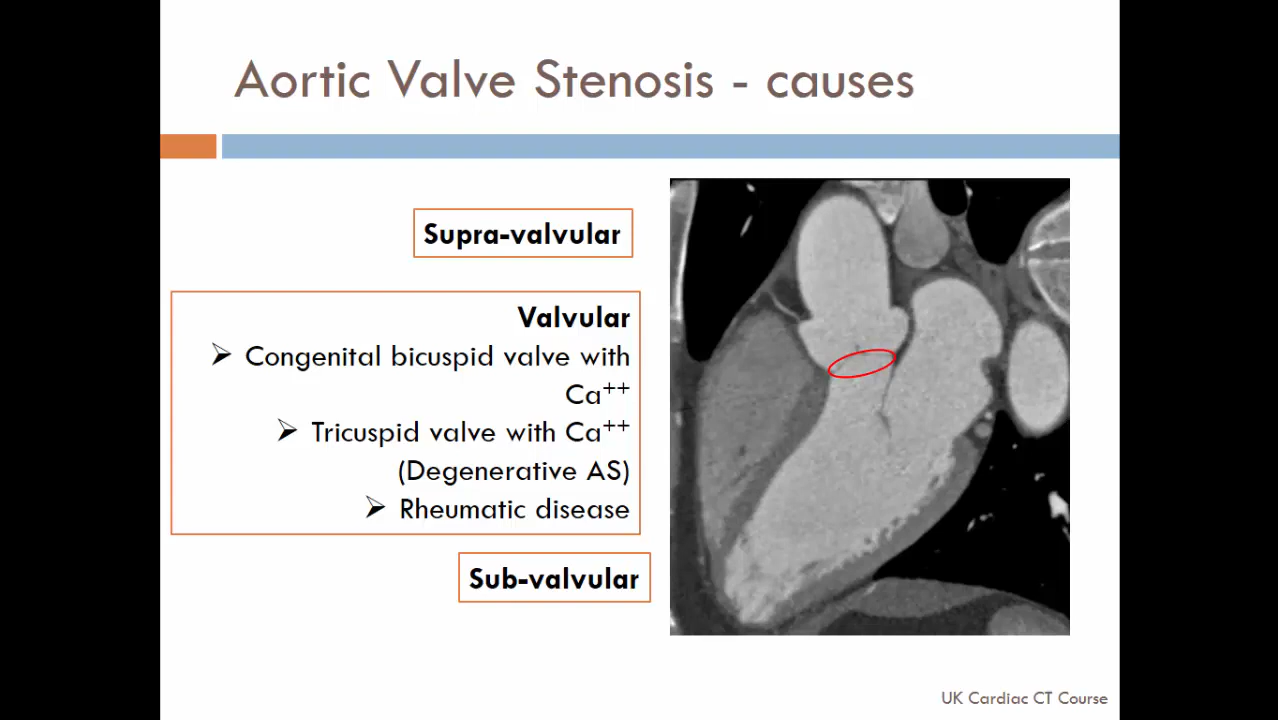 Aortic Valve Stenosis - causes
Supra-valvular
Valvular
➢ Congenital bicuspid valve with
Ca⁺⁺
➢ Tricuspid valve with Ca⁺⁺
(Degenerative AS)
➢ Rheumatic disease
Sub-valvular
UK Cardiac CT Course